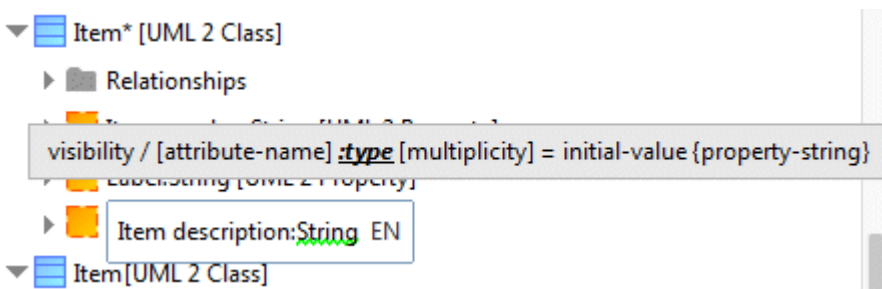 Item* [UML 2 Class]
Relationships
visibility / [attribute-name] :type [multiplicity] = initial-value {property-string}
Label:String [UML 2 Property]
Item description:String EN
Item[UML 2 Class]